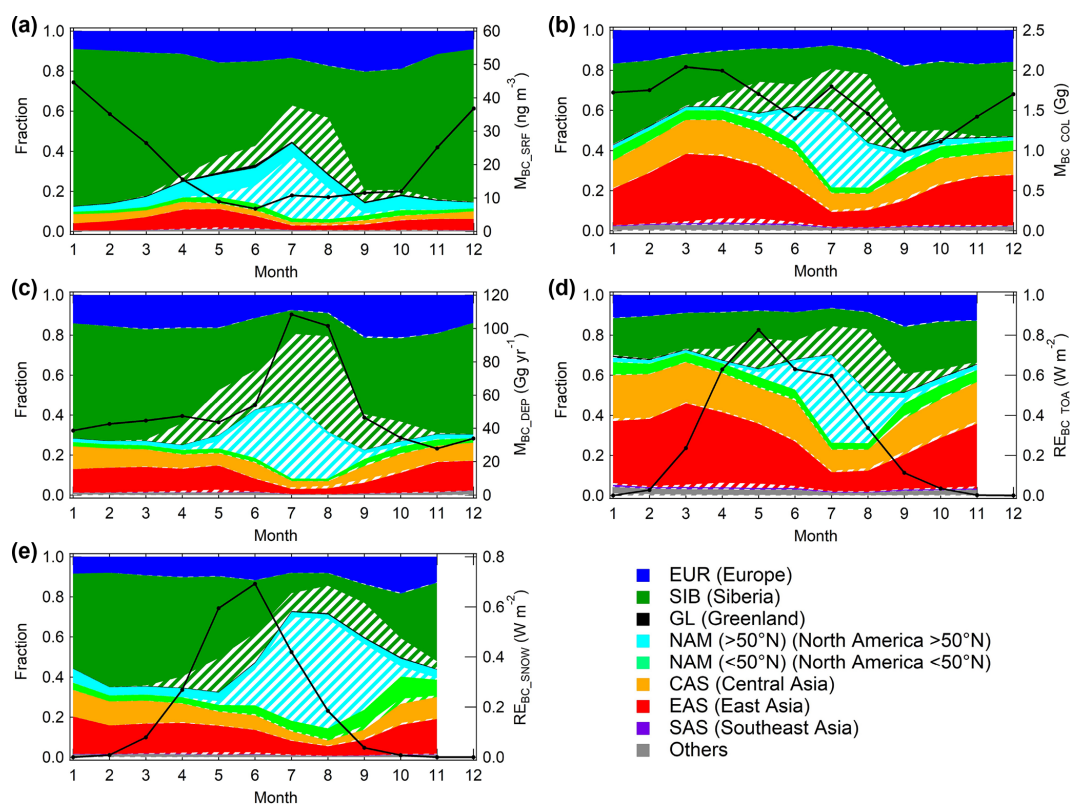 (a)
1.0
0.8
0.6
0.4
0.2
0.0
Fraction
60
50
40
30
20
10
0
M_BC_SRF (ng m⁻³)
1 2 3 4 5 6 7 8 9 10 11 12
Month
(b)
1.0
0.8
0.6
0.4
0.2
0.0
Fraction
2.5
2.0
1.5
1.0
0.5
0.0
M_BC_COL (Gg)
1 2 3 4 5 6 7 8 9 10 11 12
Month
(c)
1.0
0.8
0.6
0.4
0.2
0.0
Fraction
120
100
80
60
40
20
0
M_BC_DEP (Gg yr⁻¹)
1 2 3 4 5 6 7 8 9 10 11 12
Month
(d)
1.0
0.8
0.6
0.4
0.2
0.0
Fraction
1.0
0.8
0.6
0.4
0.2
0.0
RE_BC_TOA (W m⁻²)
1 2 3 4 5 6 7 8 9 10 11 12
Month
(e)
1.0
0.8
0.6
0.4
0.2
0.0
Fraction
0.8
0.6
0.4
0.2
0.0
RE_BC_SNOW (W m⁻²)
1 2 3 4 5 6 7 8 9 10 11 12
Month
EUR (Europe)
SIB (Siberia)
GL (Greenland)
NAM (>50°N) (North America >50°N)
NAM (<50°N) (North America <50°N)
CAS (Central Asia)
EAS (East Asia)
SAS (Southeast Asia)
Others